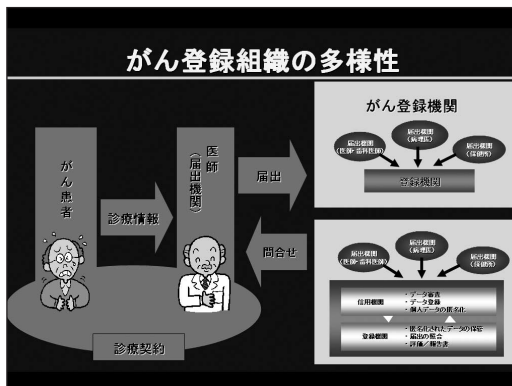 がん登録組織の多様性
がん患者
診療情報
医師
(届出機関)
届出
問合せ
診療契約
がん登録機関
届出機関
(医師・歯科医師)
届出機関
(病理医)
届出機関
(保健所)
登録機関
届出機関
(医師・歯科医師)
届出機関
(病理医)
届出機関
(保健所)
信用機関
・データ審査
・データ登録
・個人データの匿名化
登録機関
・匿名化されたデータの保管
・届出の照合
・評価/報告書